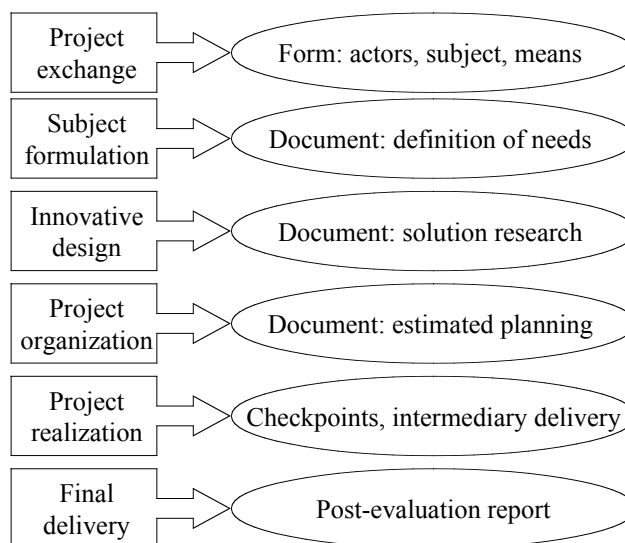 Project
exchange
Form: actors, subject, means
Subject
formulation
Document: definition of needs
Innovative
design
Document: solution research
Project
organization
Document: estimated planning
Project
realization
Checkpoints, intermediary delivery
Final
delivery
Post-evaluation report